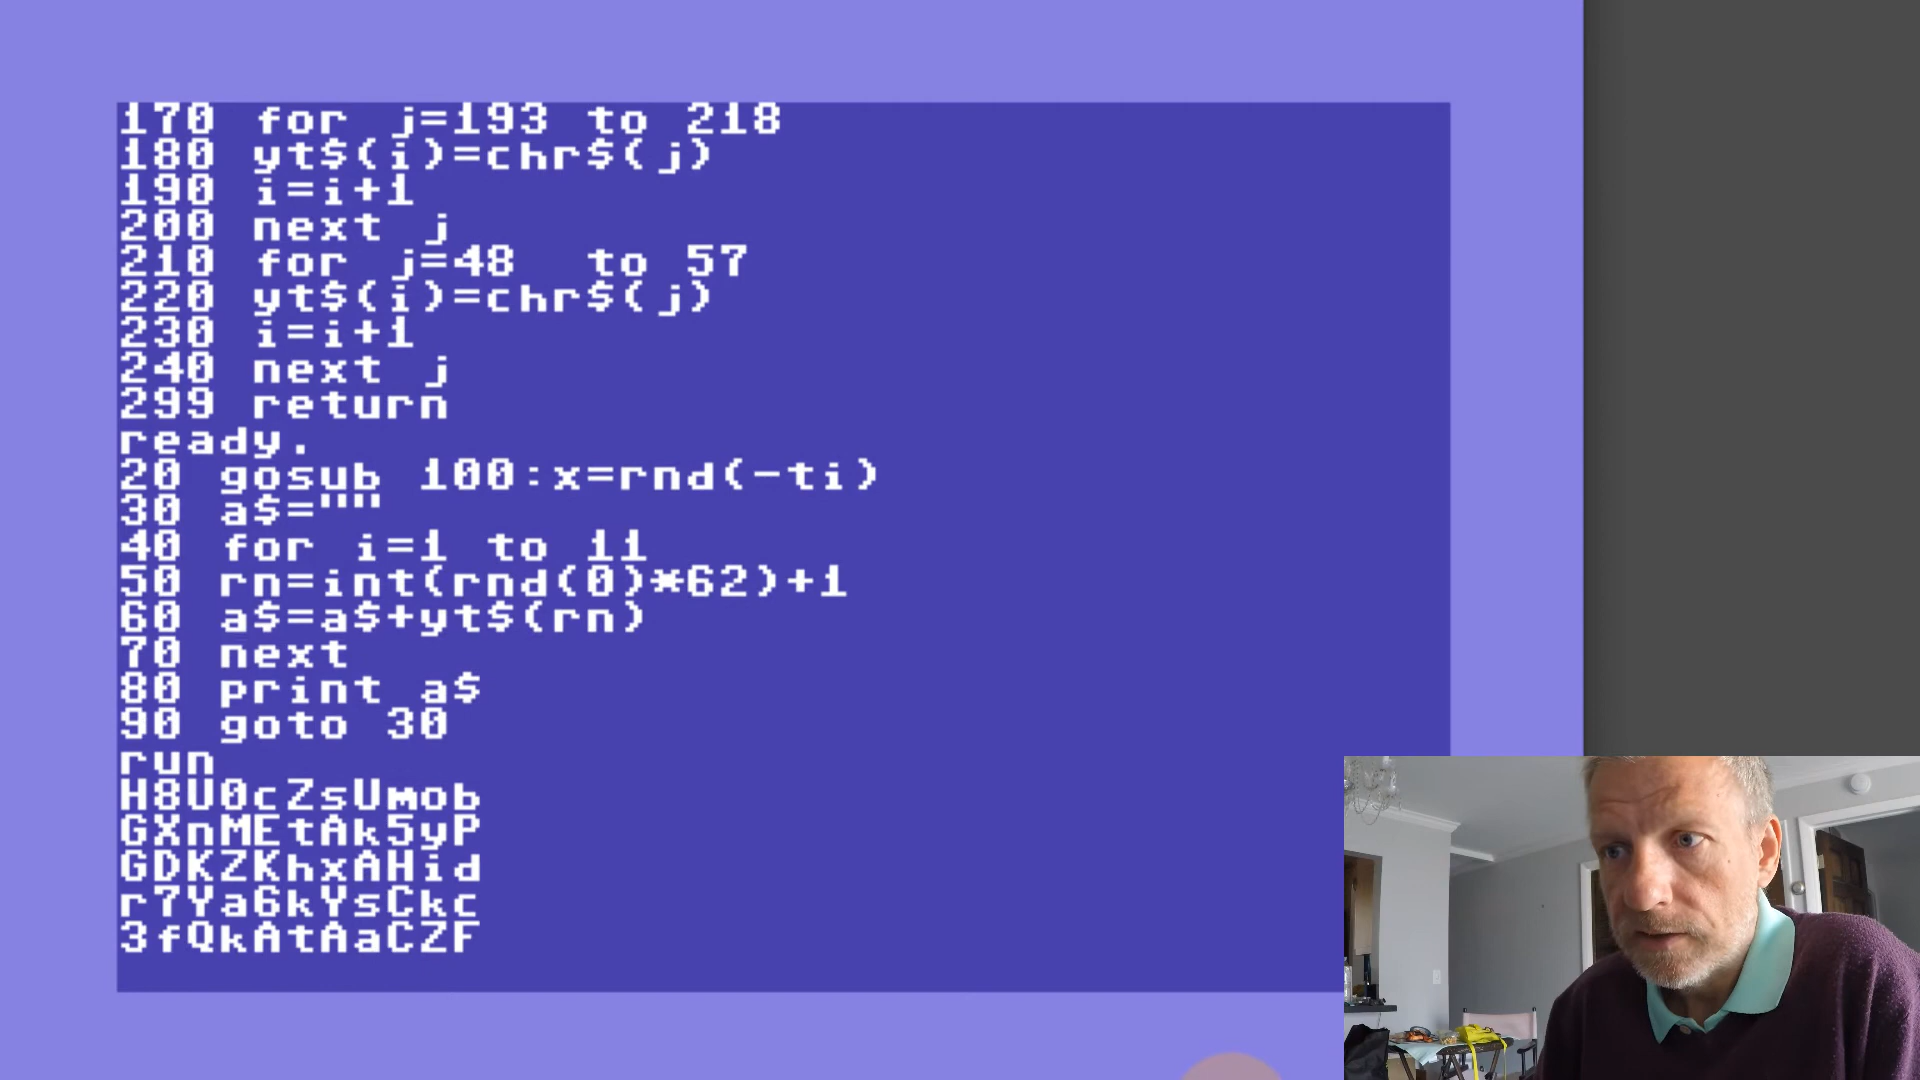 170 for j=193 to 218
180 yt$(i)=chr$(j)
190 i=i+1
200 next j
210 for j=48  to 57
220 yt$(i)=chr$(j)
230 i=i+1
240 next j
299 return
ready.
20 gosub 100:x=rnd(-ti)
30 a$=""
40 for i=1 to 11
50 rn=int(rnd(0)*62)+1
60 a$=a$+yt$(rn)
70 next
80 print a$
90 goto 30
run
H8U0cZsUmob
GXnMEtAk5yP
GDKZKhxAHid
r7Ya6kYsCkc
3fQkAtAaCZF